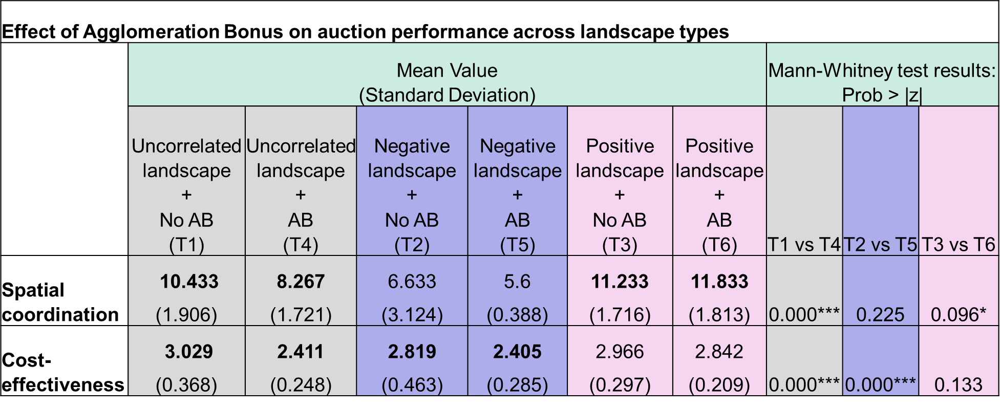 Effect of Agglomeration Bonus on auction performance across landscape types
Mean Value
(Standard Deviation)
Mann-Whitney test results:
Prob > |z|
Uncorrelated
landscape
+
No AB
(T1)
Uncorrelated
landscape
+
AB
(T4)
Negative
landscape
+
No AB
(T2)
Negative
landscape
+
AB
(T5)
Positive
landscape
+
No AB
(T3)
Positive
landscape
+
AB
(T6)
T1 vs T4
T2 vs T5
T3 vs T6
Spatial
coordination
10.433
(1.906)
8.267
(1.721)
6.633
(3.124)
5.6
(0.388)
11.233
(1.716)
11.833
(1.813)
0.000***
0.225
0.096*
Cost-
effectiveness
3.029
(0.368)
2.411
(0.248)
2.819
(0.463)
2.405
(0.285)
2.966
(0.297)
2.842
(0.209)
0.000***
0.000***
0.133